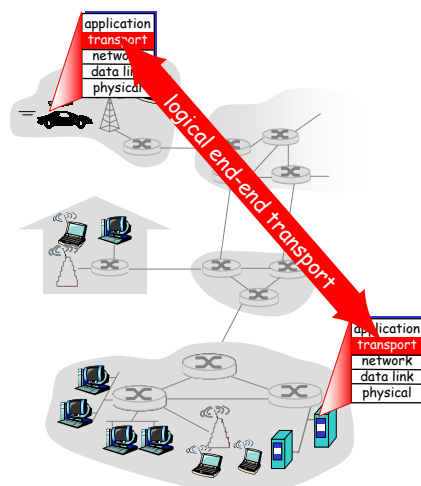 application
transport
network
data link
physical
logical end-end transport
application
transport
network
data link
physical